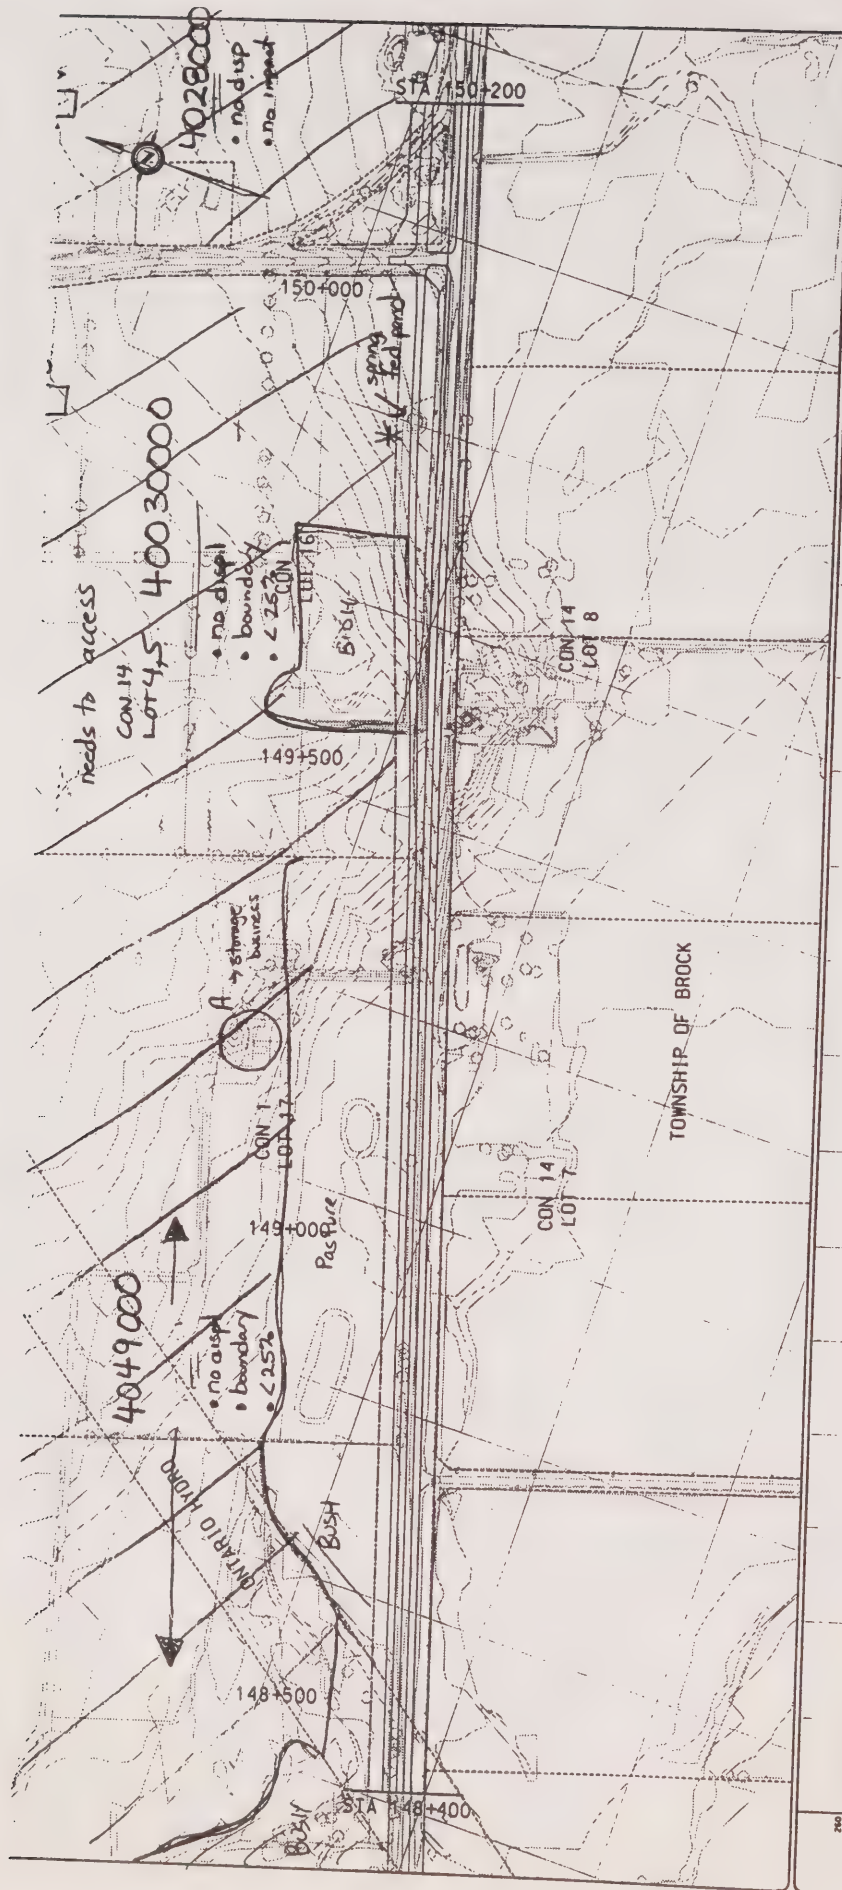 4028000
• no disp
• no impact
STA 150+200
N
150+000
* spring
fed pond
needs to access
CON 14
LOT 4,5
40030000
• no displ
• boundary
• < 25%
CON
LOT 16
BUSH
149+500
CON 14
LOT 8
A → storage
business
CON 1
LOT 17
TOWNSHIP OF BROCK
149+000
Pasture
CON 14
LOT 7
4049000
• no displ
• boundary
• < 25%
ONTARIO HYDRO
BUSH
148+500
BUSH
STA 148+400
260